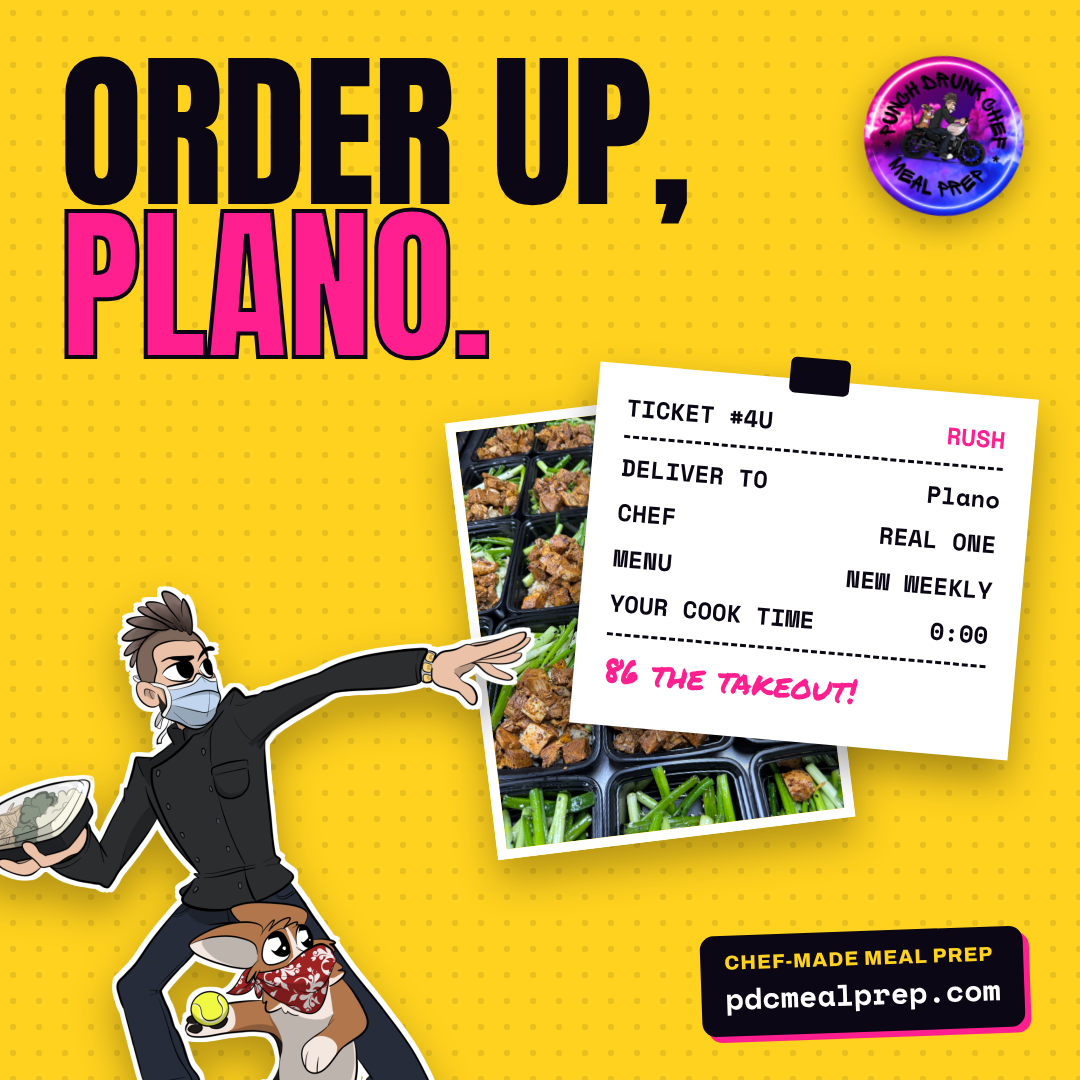 ORDER UP,
PLANO.
PUNCH DRUNK CHEF
MEAL PREP
TICKET #4U RUSH
DELIVER TO Plano
CHEF REAL ONE
MENU NEW WEEKLY
YOUR COOK TIME 0:00
86 THE TAKEOUT!
CHEF-MADE MEAL PREP
pdcmealprep.com